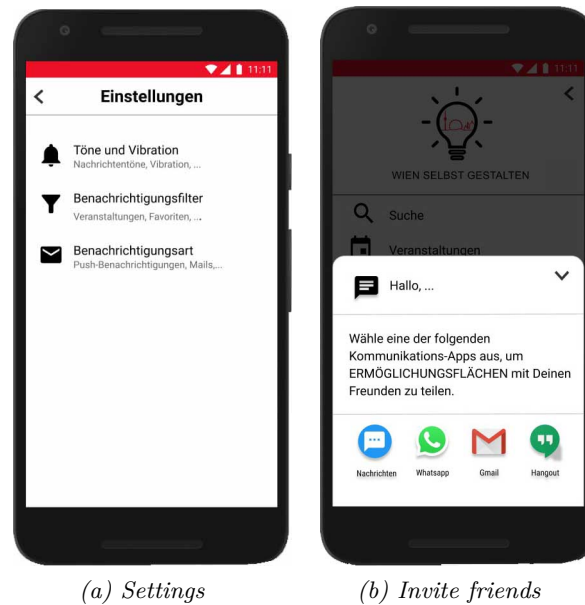 11:11
Einstellungen
Töne und Vibration
Nachrichtentöne, Vibration, ...
Benachrichtigungsfilter
Veranstaltungen, Favoriten, ...
Benachrichtigungsart
Push-Benachrichtigungen, Mails,...
(a) Settings
11:11
WIEN SELBST GESTALTEN
Suche
Veranstaltungen
Hallo, ...
Wähle eine der folgenden
Kommunikations-Apps aus, um
ERMÖGLICHUNGSFLÄCHEN mit Deinen
Freunden zu teilen.
Nachrichten Whatsapp Gmail Hangout
(b) Invite friends